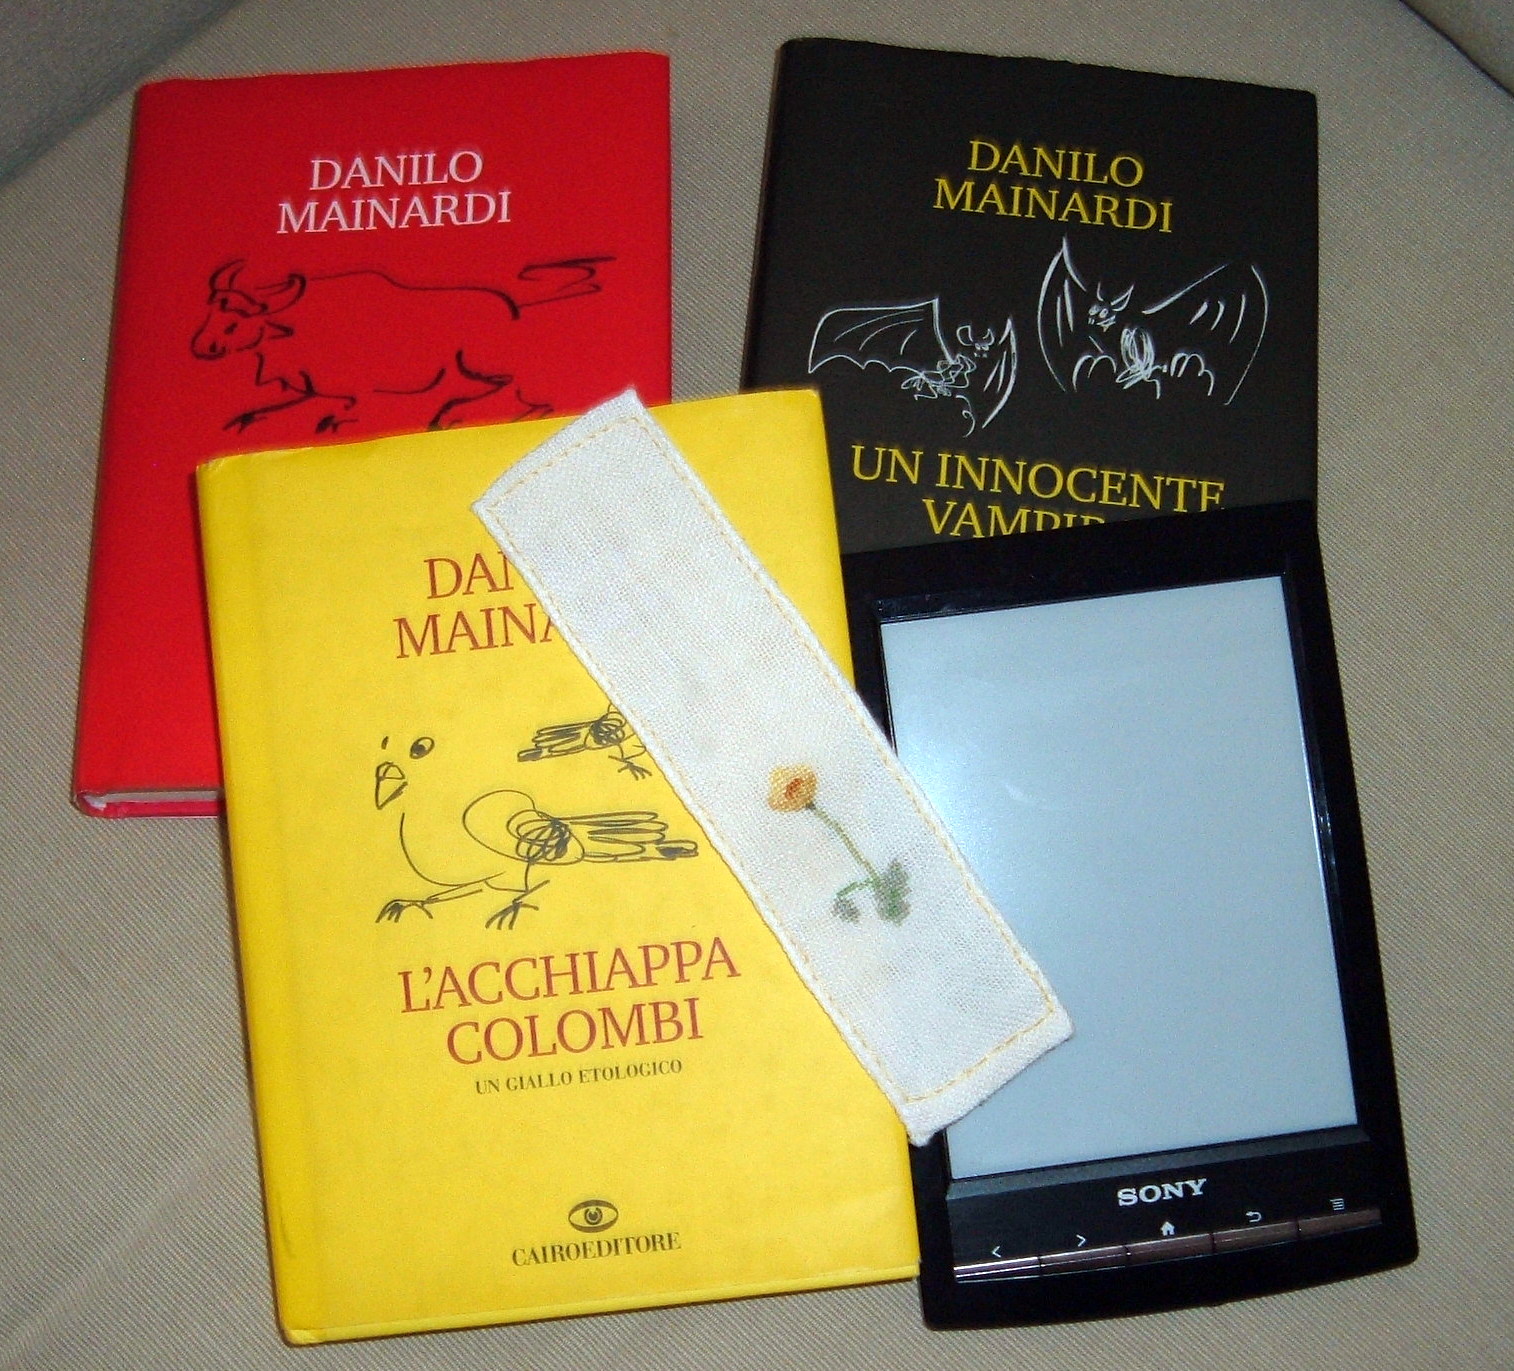 DANILO
MAINARDI
DANILO
MAINARDI
UN INNOCENTE
MAINA
L'ACCHIAPPA
COLOMBI
UN GIALLO ETOLOGICO
CAIROEDITORE
SONY